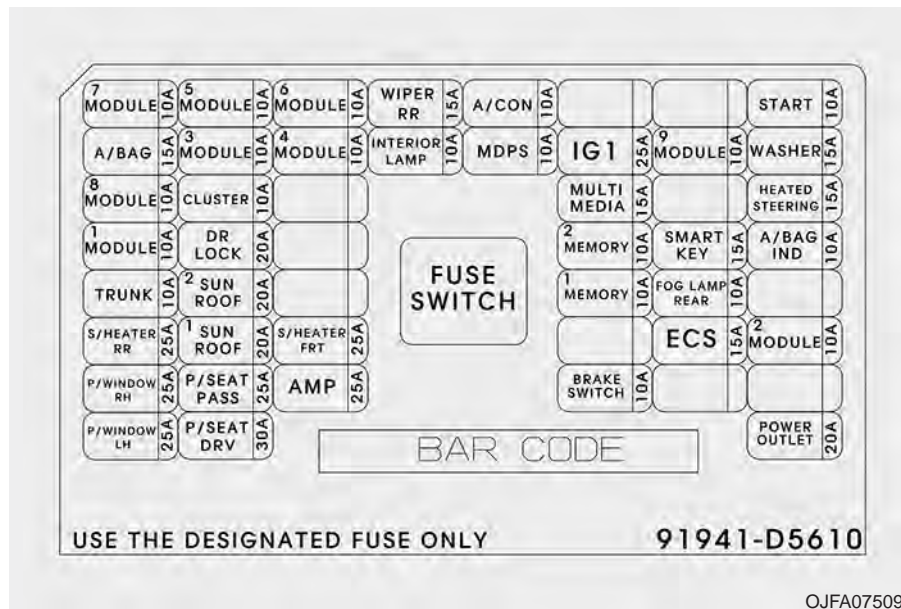 7 MODULE 10A 5 MODULE 10A 6 MODULE 10A WIPER RR 15A A/CON 10A START 10A
A/BAG 15A 3 MODULE 10A 4 MODULE 10A INTERIOR LAMP 10A MDPS 10A IG1 25A 9 MODULE 10A WASHER 15A
8 MODULE 10A CLUSTER 10A MULTI MEDIA 15A HEATED STEERING 15A
1 MODULE 10A DR LOCK 20A 2 MEMORY 10A SMART KEY 15A A/BAG IND 10A
TRUNK 10A 2 SUN ROOF 20A FUSE SWITCH 1 MEMORY 10A FOG LAMP REAR 10A
S/HEATER RR 25A 1 SUN ROOF 20A S/HEATER FRT 25A ECS 15A 2 MODULE 10A
P/WINDOW RH 25A P/SEAT PASS 25A AMP 25A BRAKE SWITCH 10A
P/WINDOW LH 25A P/SEAT DRV 30A POWER OUTLET 20A
BAR CODE
USE THE DESIGNATED FUSE ONLY 91941-D5610
OJFA07509